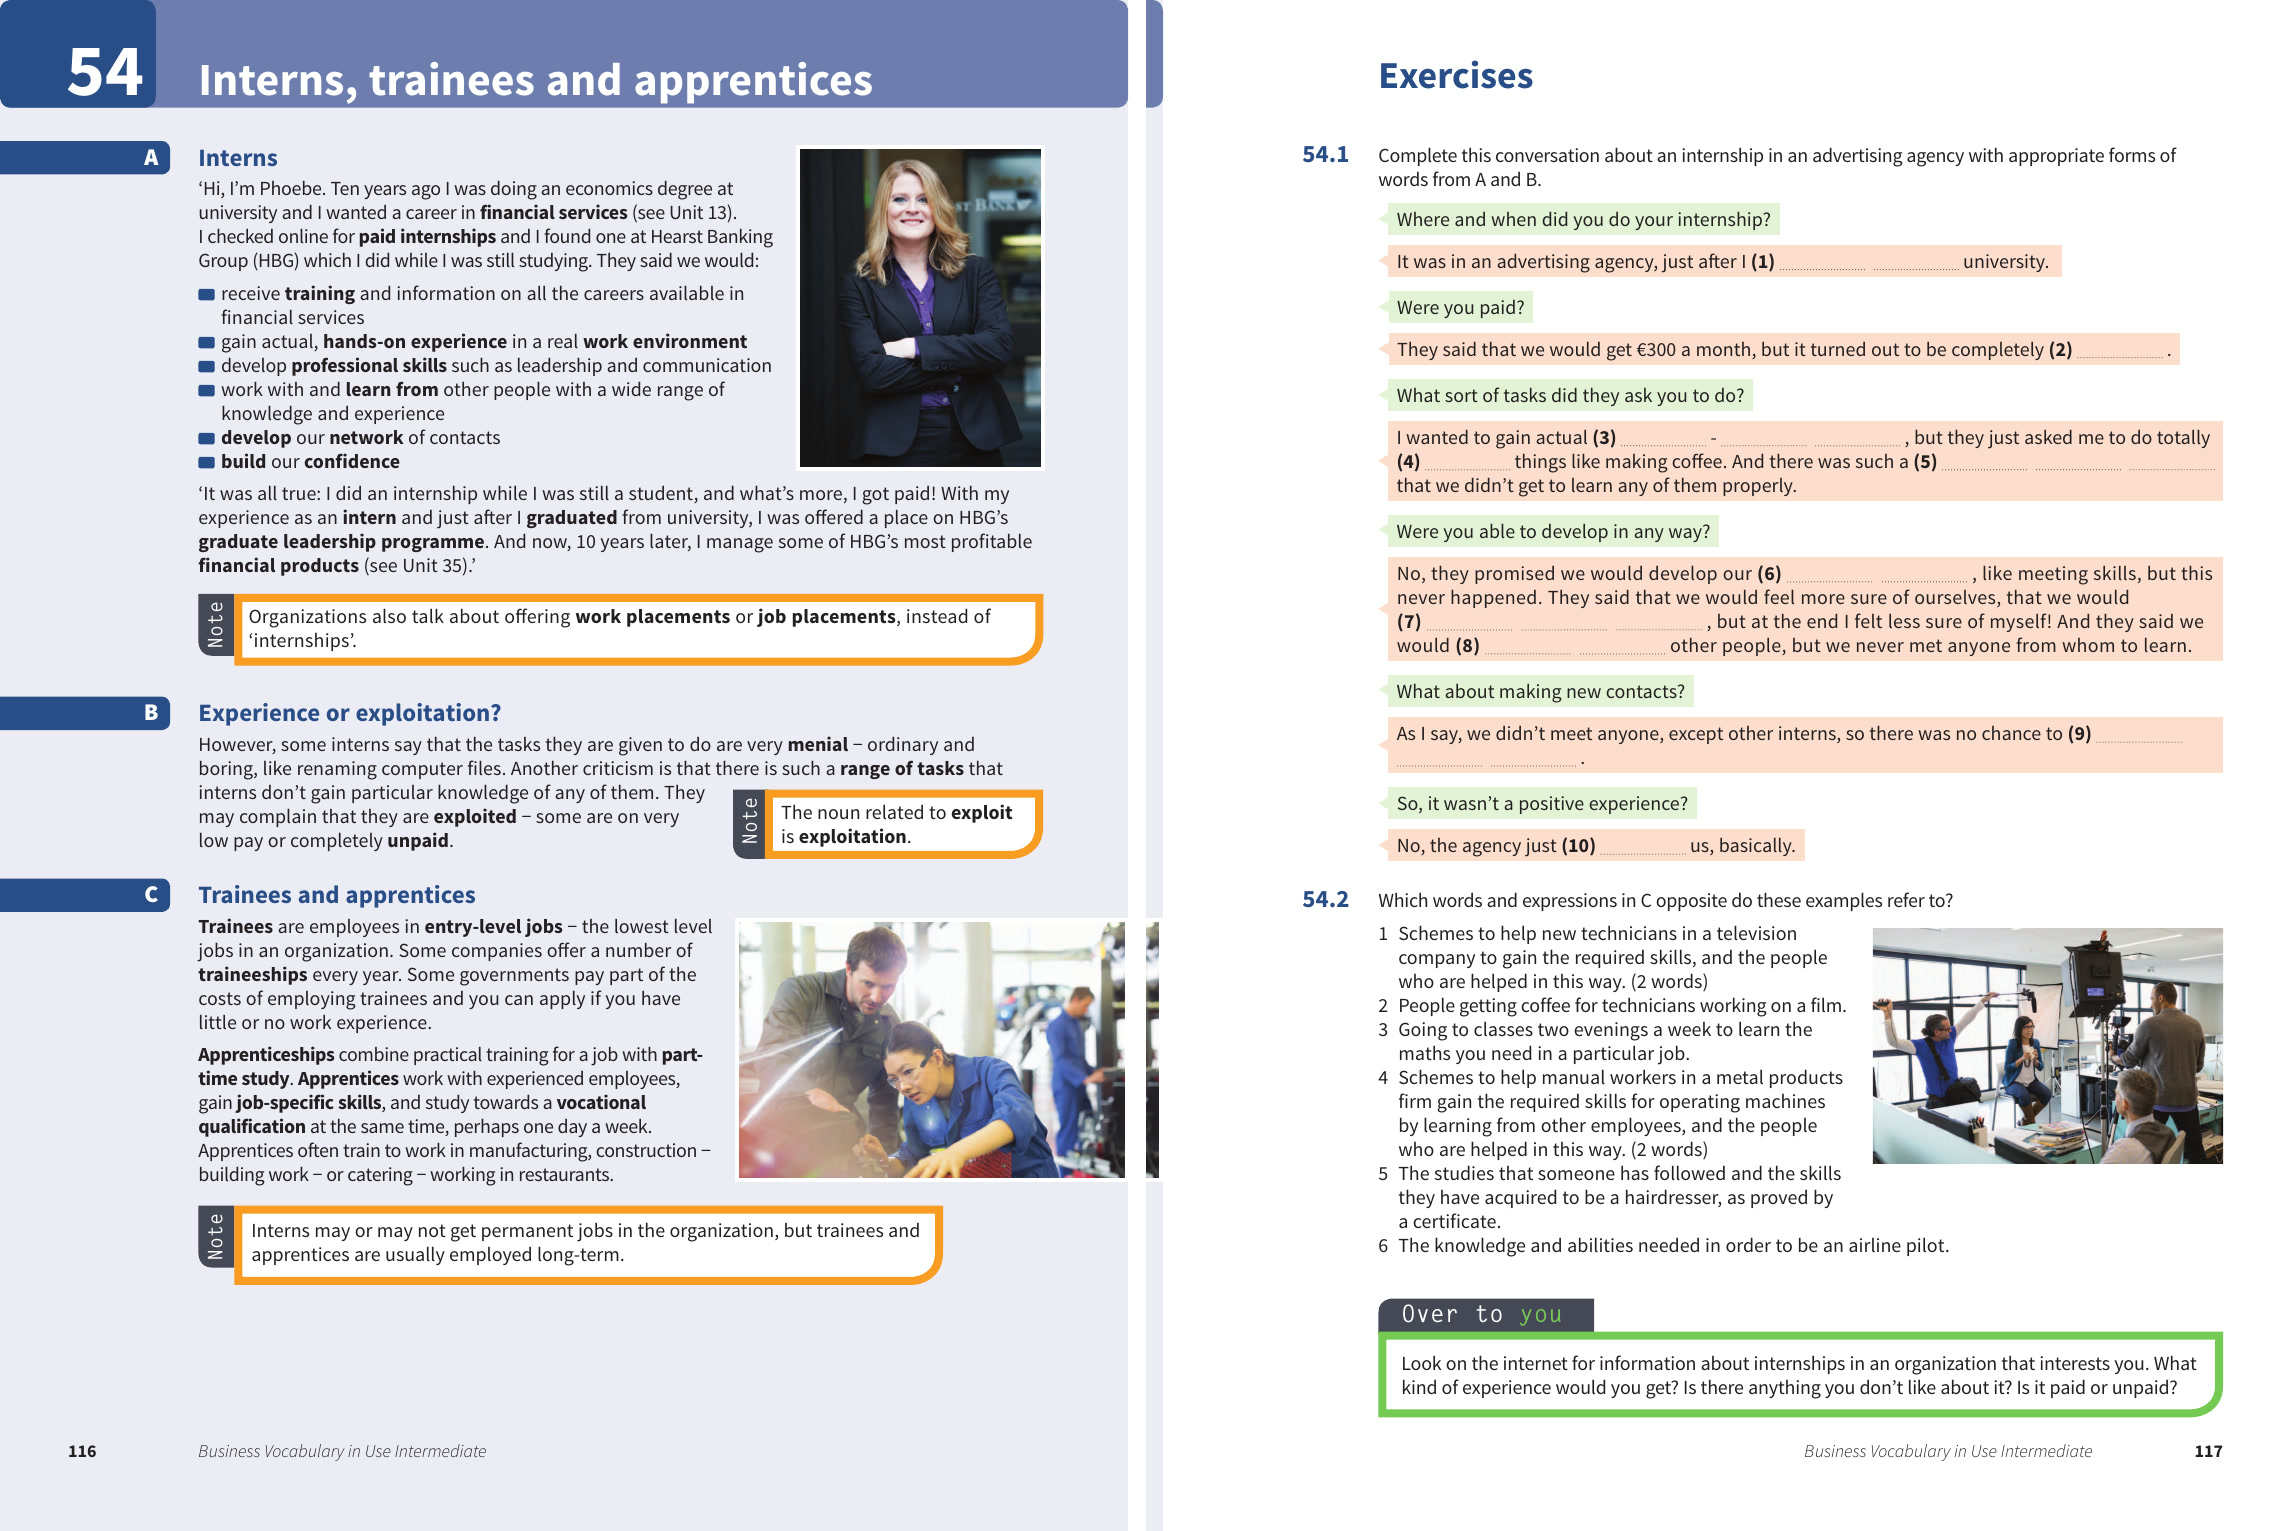 54
Interns, trainees and apprentices
A
Interns
‘Hi, I’m Phoebe. Ten years ago I was doing an economics degree at
university and I wanted a career in financial services (see Unit 13).
I checked online for paid internships and I found one at Hearst Banking
Group (HBG) which I did while I was still studying. They said we would:
receive training and information on all the careers available in
financial services
gain actual, hands-on experience in a real work environment
develop professional skills such as leadership and communication
work with and learn from other people with a wide range of
knowledge and experience
develop our network of contacts
build our confidence
ST BANK
‘It was all true: I did an internship while I was still a student, and what’s more, I got paid! With my
experience as an intern and just after I graduated from university, I was offered a place on HBG’s
graduate leadership programme. And now, 10 years later, I manage some of HBG’s most profitable
financial products (see Unit 35).’
Note
Organizations also talk about offering work placements or job placements, instead of
‘internships’.
B
Experience or exploitation?
However, some interns say that the tasks they are given to do are very menial – ordinary and
boring, like renaming computer files. Another criticism is that there is such a range of tasks that
interns don’t gain particular knowledge of any of them. They
may complain that they are exploited – some are on very
low pay or completely unpaid.
Note
The noun related to exploit
is exploitation.
C
Trainees and apprentices
Trainees are employees in entry-level jobs – the lowest level
jobs in an organization. Some companies offer a number of
traineeships every year. Some governments pay part of the
costs of employing trainees and you can apply if you have
little or no work experience.
Apprenticeships combine practical training for a job with part-
time study. Apprentices work with experienced employees,
gain job-specific skills, and study towards a vocational
qualification at the same time, perhaps one day a week.
Apprentices often train to work in manufacturing, construction –
building work – or catering – working in restaurants.
Note
Interns may or may not get permanent jobs in the organization, but trainees and
apprentices are usually employed long-term.
116
Business Vocabulary in Use Intermediate
Exercises
54.1
Complete this conversation about an internship in an advertising agency with appropriate forms of
words from A and B.
Where and when did you do your internship?
It was in an advertising agency, just after I (1) .................... .................... university.
Were you paid?
They said that we would get €300 a month, but it turned out to be completely (2) .................... .
What sort of tasks did they ask you to do?
I wanted to gain actual (3) .................... - .................... .................... , but they just asked me to do totally
(4) .................... things like making coffee. And there was such a (5) .................... .................... ....................
that we didn’t get to learn any of them properly.
Were you able to develop in any way?
No, they promised we would develop our (6) .................... .................... , like meeting skills, but this
never happened. They said that we would feel more sure of ourselves, that we would
(7) .................... .................... .................... , but at the end I felt less sure of myself! And they said we
would (8) .................... .................... other people, but we never met anyone from whom to learn.
What about making new contacts?
As I say, we didn’t meet anyone, except other interns, so there was no chance to (9) ....................
.................... .................... .
So, it wasn’t a positive experience?
No, the agency just (10) .................... us, basically.
54.2
Which words and expressions in C opposite do these examples refer to?
1 Schemes to help new technicians in a television
company to gain the required skills, and the people
who are helped in this way. (2 words)
2 People getting coffee for technicians working on a film.
3 Going to classes two evenings a week to learn the
maths you need in a particular job.
4 Schemes to help manual workers in a metal products
firm gain the required skills for operating machines
by learning from other employees, and the people
who are helped in this way. (2 words)
5 The studies that someone has followed and the skills
they have acquired to be a hairdresser, as proved by
a certificate.
6 The knowledge and abilities needed in order to be an airline pilot.
Over to you
Look on the internet for information about internships in an organization that interests you. What
kind of experience would you get? Is there anything you don’t like about it? Is it paid or unpaid?
Business Vocabulary in Use Intermediate
117